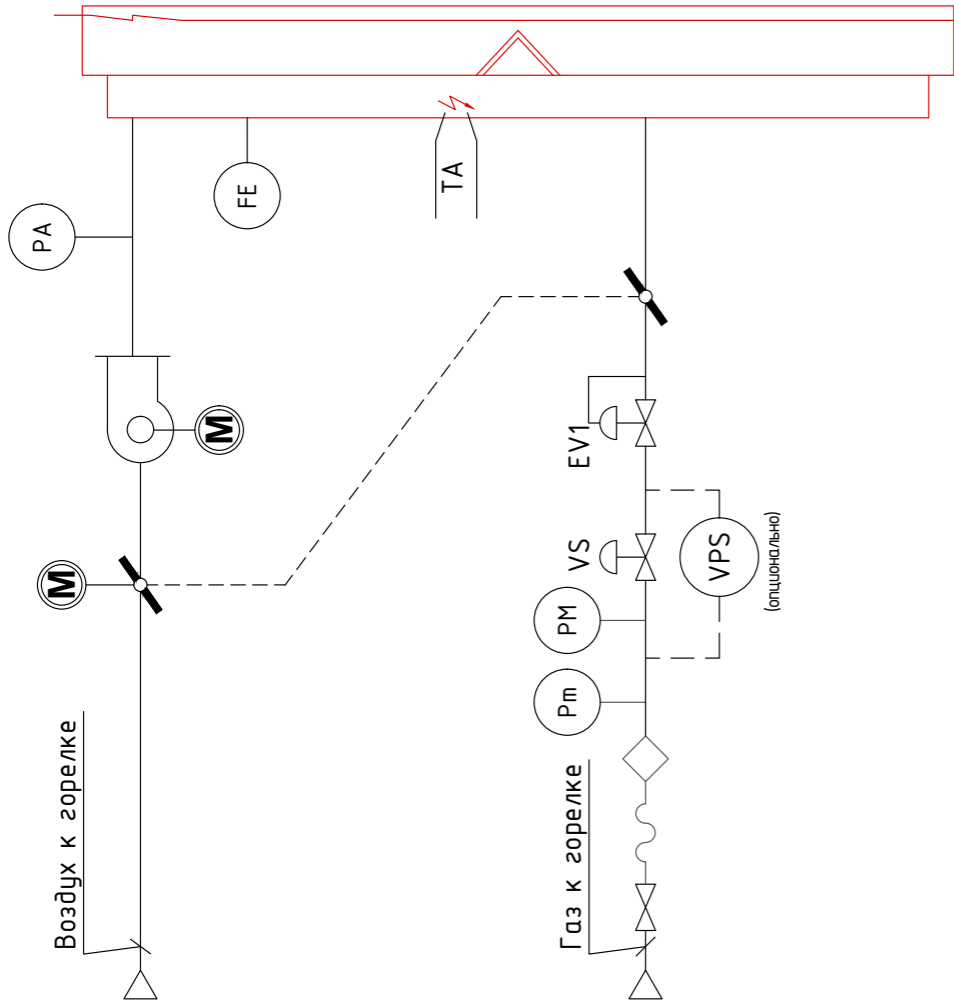 PA
FE
TA
M
EV1
M
VS
VPS
(опционально)
PM
Pm
Воздух к горелке
Газ к горелке